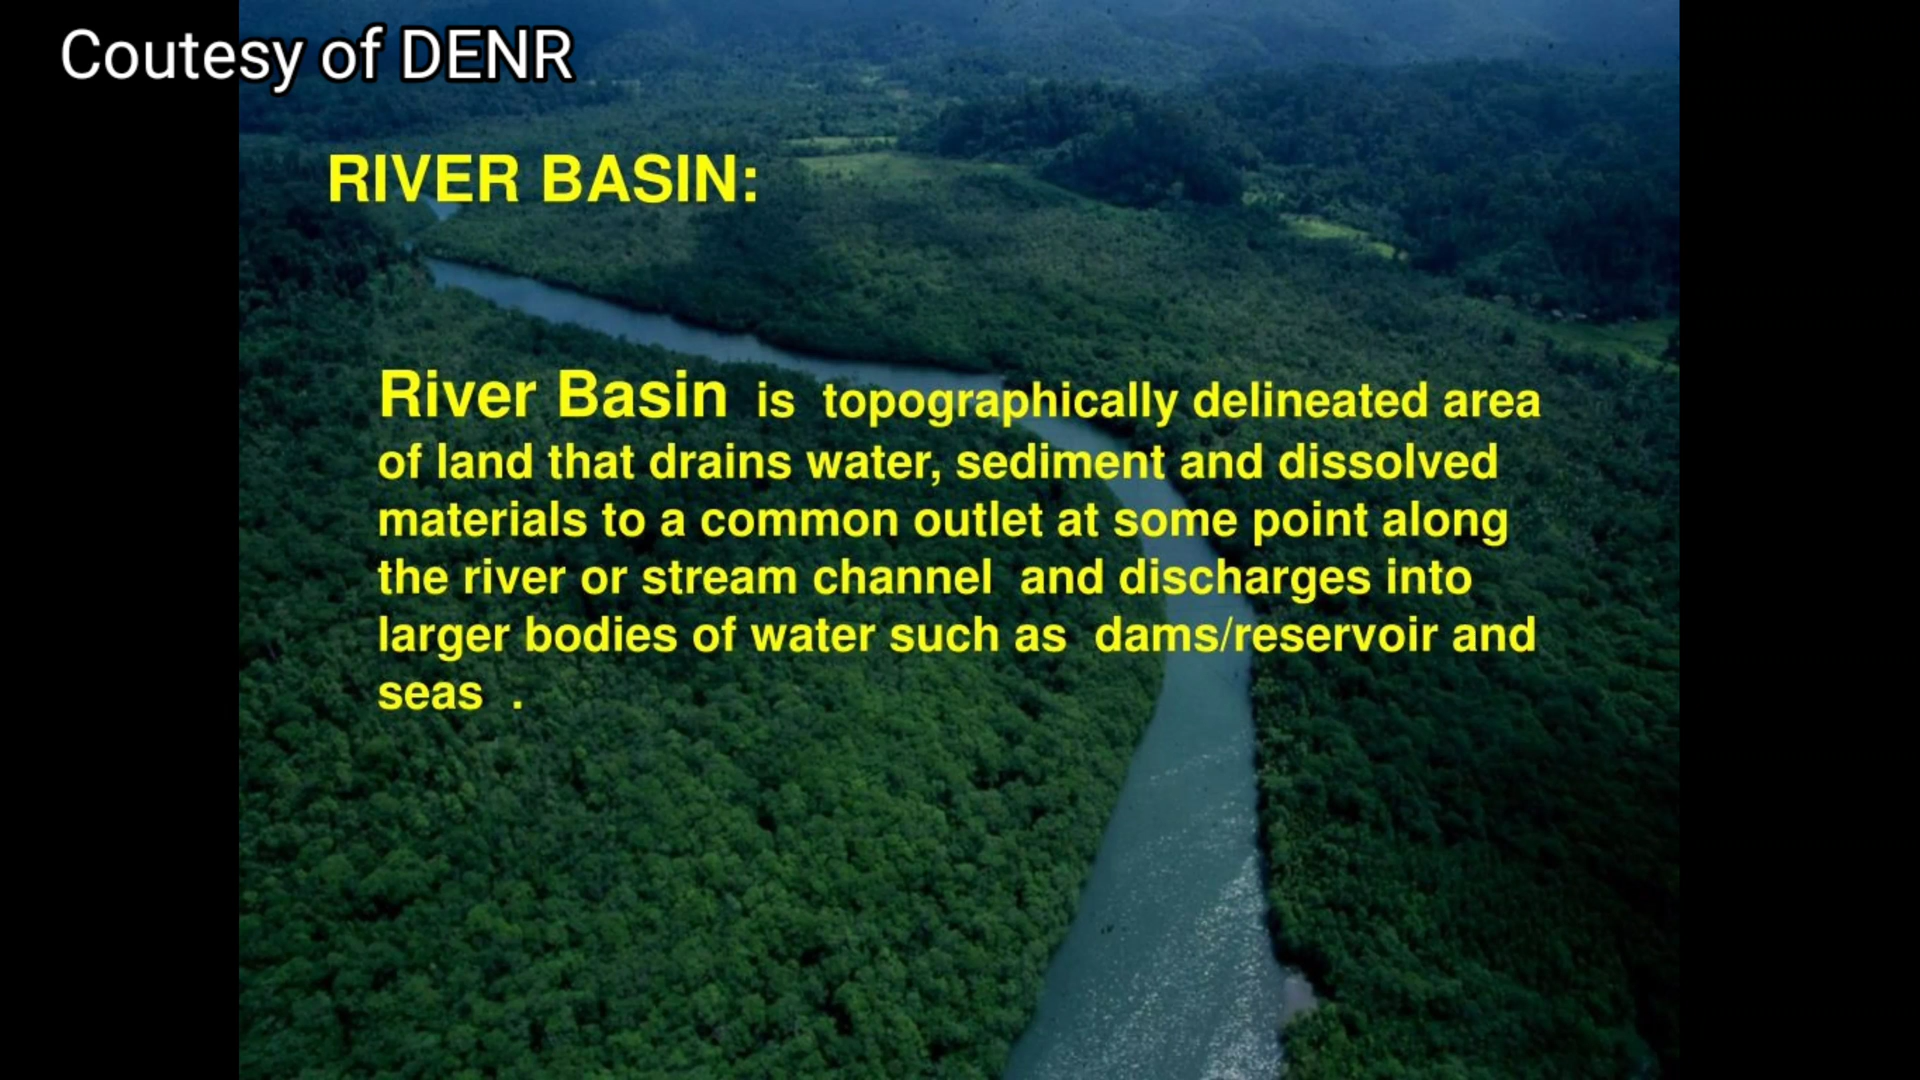 Coutesy of DENR
RIVER BASIN:
River Basin is topographically delineated area
of land that drains water, sediment and dissolved
materials to a common outlet at some point along
the river or stream channel and discharges into
larger bodies of water such as dams/reservoir and
seas .